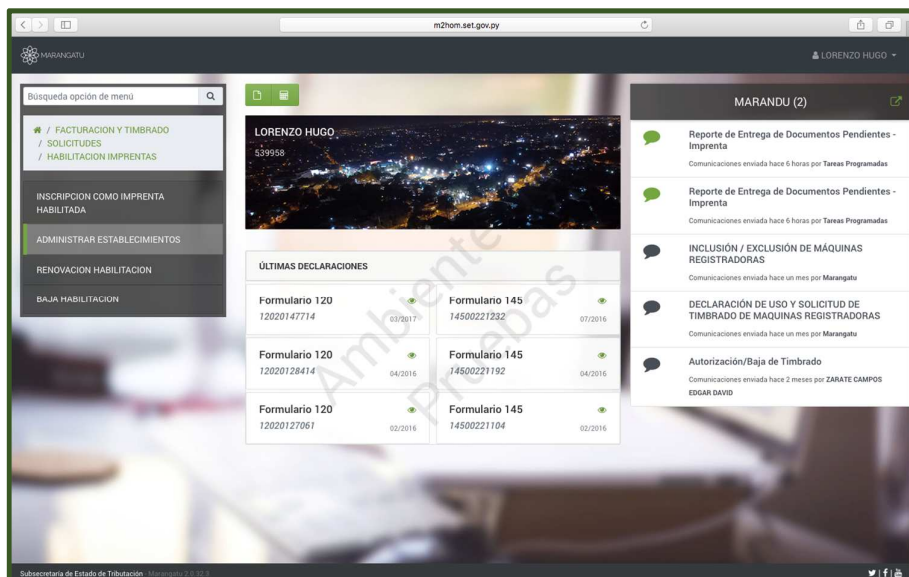 m2hom.set.gov.py
MARANGATU
LORENZO HUGO
Búsqueda opción de menú
/ FACTURACION Y TIMBRADO
/ SOLICITUDES
/ HABILITACION IMPRENTAS
INSCRIPCION COMO IMPRENTA
HABILITADA
ADMINISTRAR ESTABLECIMIENTOS
RENOVACION HABILITACION
BAJA HABILITACION
LORENZO HUGO
539958
ÚLTIMAS DECLARACIONES
Formulario 120
12020147714 03/2017
Formulario 145
14500221232 07/2016
Formulario 120
12020128414 04/2016
Formulario 145
14500221192 04/2016
Formulario 120
12020127061 02/2016
Formulario 145
14500221104 02/2016
Ambiente
Pruebas
MARANDU (2)
Reporte de Entrega de Documentos Pendientes -
Imprenta
Comunicaciones enviada hace 6 horas por Tareas Programadas
Reporte de Entrega de Documentos Pendientes -
Imprenta
Comunicaciones enviada hace 6 horas por Tareas Programadas
INCLUSIÓN / EXCLUSIÓN DE MÁQUINAS
REGISTRADORAS
Comunicaciones enviada hace un mes por Marangatu
DECLARACIÓN DE USO Y SOLICITUD DE
TIMBRADO DE MAQUINAS REGISTRADORAS
Comunicaciones enviada hace un mes por Marangatu
Autorización/Baja de Timbrado
Comunicaciones enviada hace 2 meses por ZARATE CAMPOS
EDGAR DAVID
Subsecretaría de Estado de Tributación - Marangatu 2.0.32.3